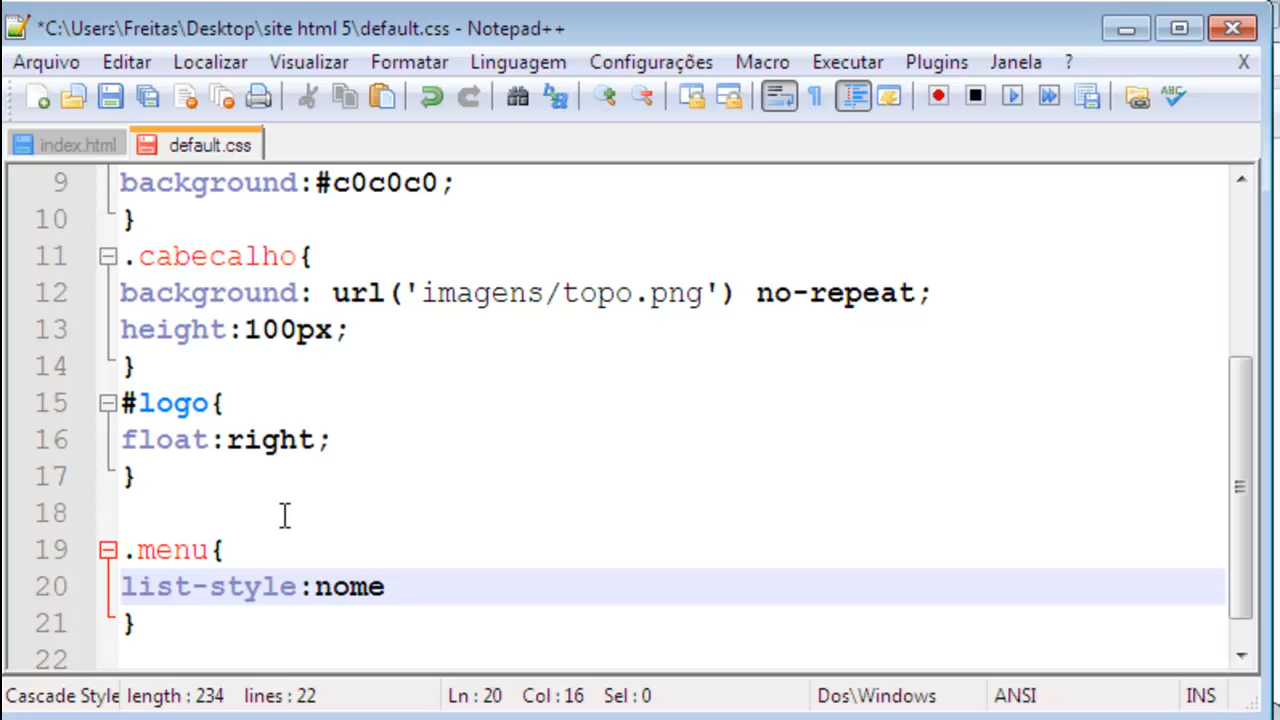 *C:\Users\Freitas\Desktop\site html 5\default.css - Notepad++
Arquivo Editar Localizar Visualizar Formatar Linguagem Configurações Macro Executar Plugins Janela ? X
ABC
index.html default.css
9 background:#c0c0c0;
10 }
11 .cabecalho{
12 background: url('imagens/topo.png') no-repeat;
13 height:100px;
14 }
15 #logo{
16 float:right;
17 }
18
19 .menu{
20 list-style:nome
21 }
22
Cascade Style length : 234 lines : 22 Ln : 20 Col : 16 Sel : 0 Dos\Windows ANSI INS